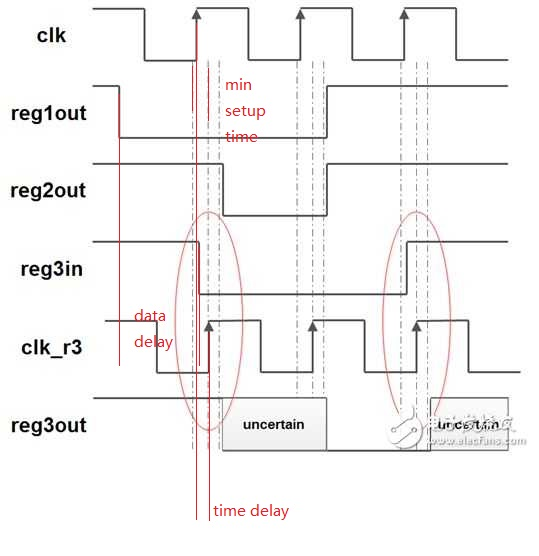 clk
min
setup
time
reg1out
reg2out
reg3in
data
delay
clk_r3
reg3out
uncertain
uncertain
电子发烧友
www.elecfans.com
time delay